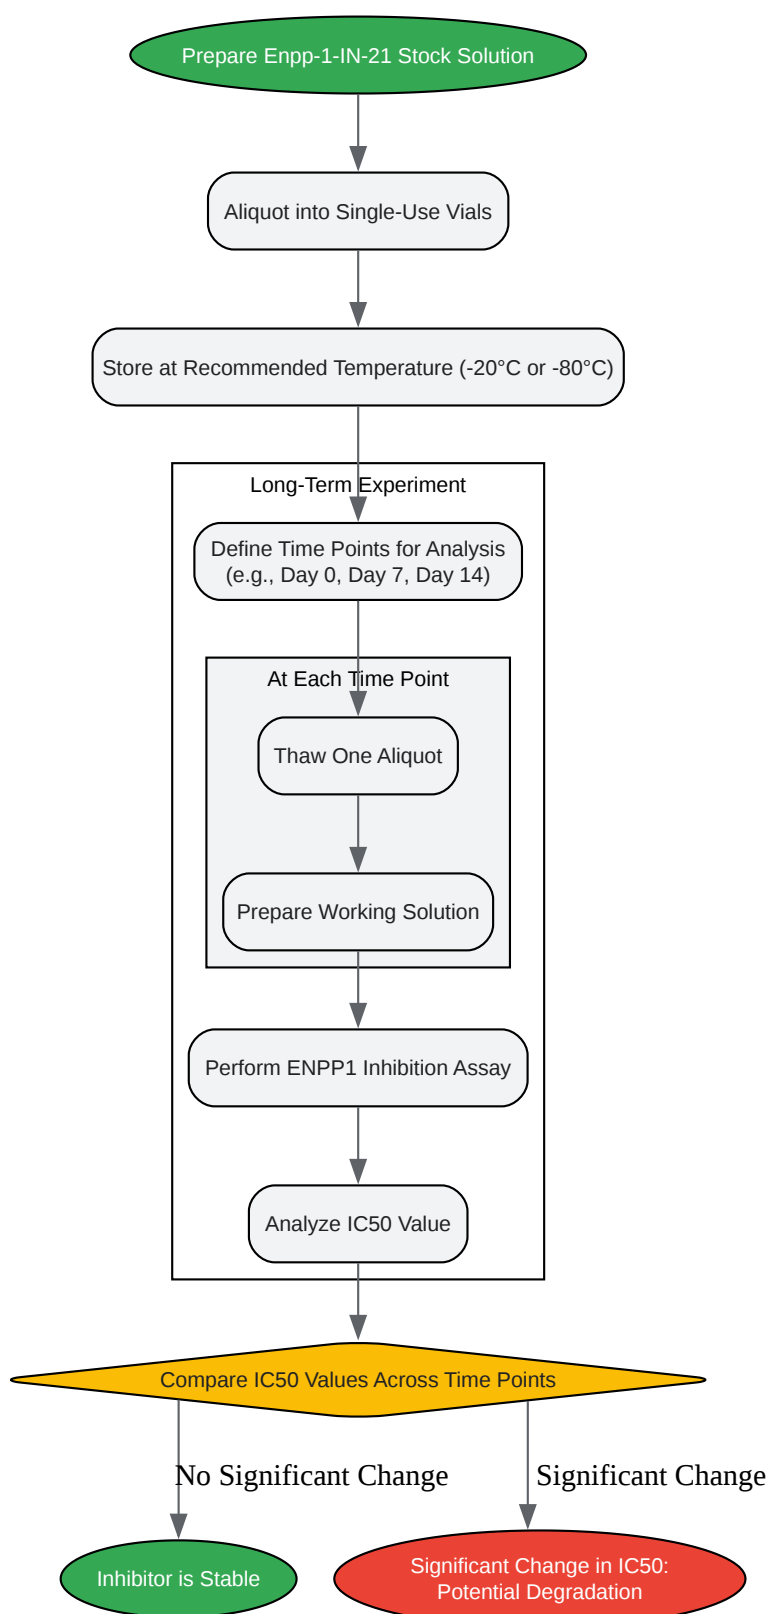 Prepare Enpp-1-IN-21 Stock Solution
Aliquot into Single-Use Vials
Store at Recommended Temperature (-20°C or -80°C)
Long-Term Experiment
Define Time Points for Analysis
(e.g., Day 0, Day 7, Day 14)
At Each Time Point
Thaw One Aliquot
Prepare Working Solution
Perform ENPP1 Inhibition Assay
Analyze IC50 Value
Compare IC50 Values Across Time Points
No Significant Change
Significant Change
Inhibitor is Stable
Significant Change in IC50:
Potential Degradation